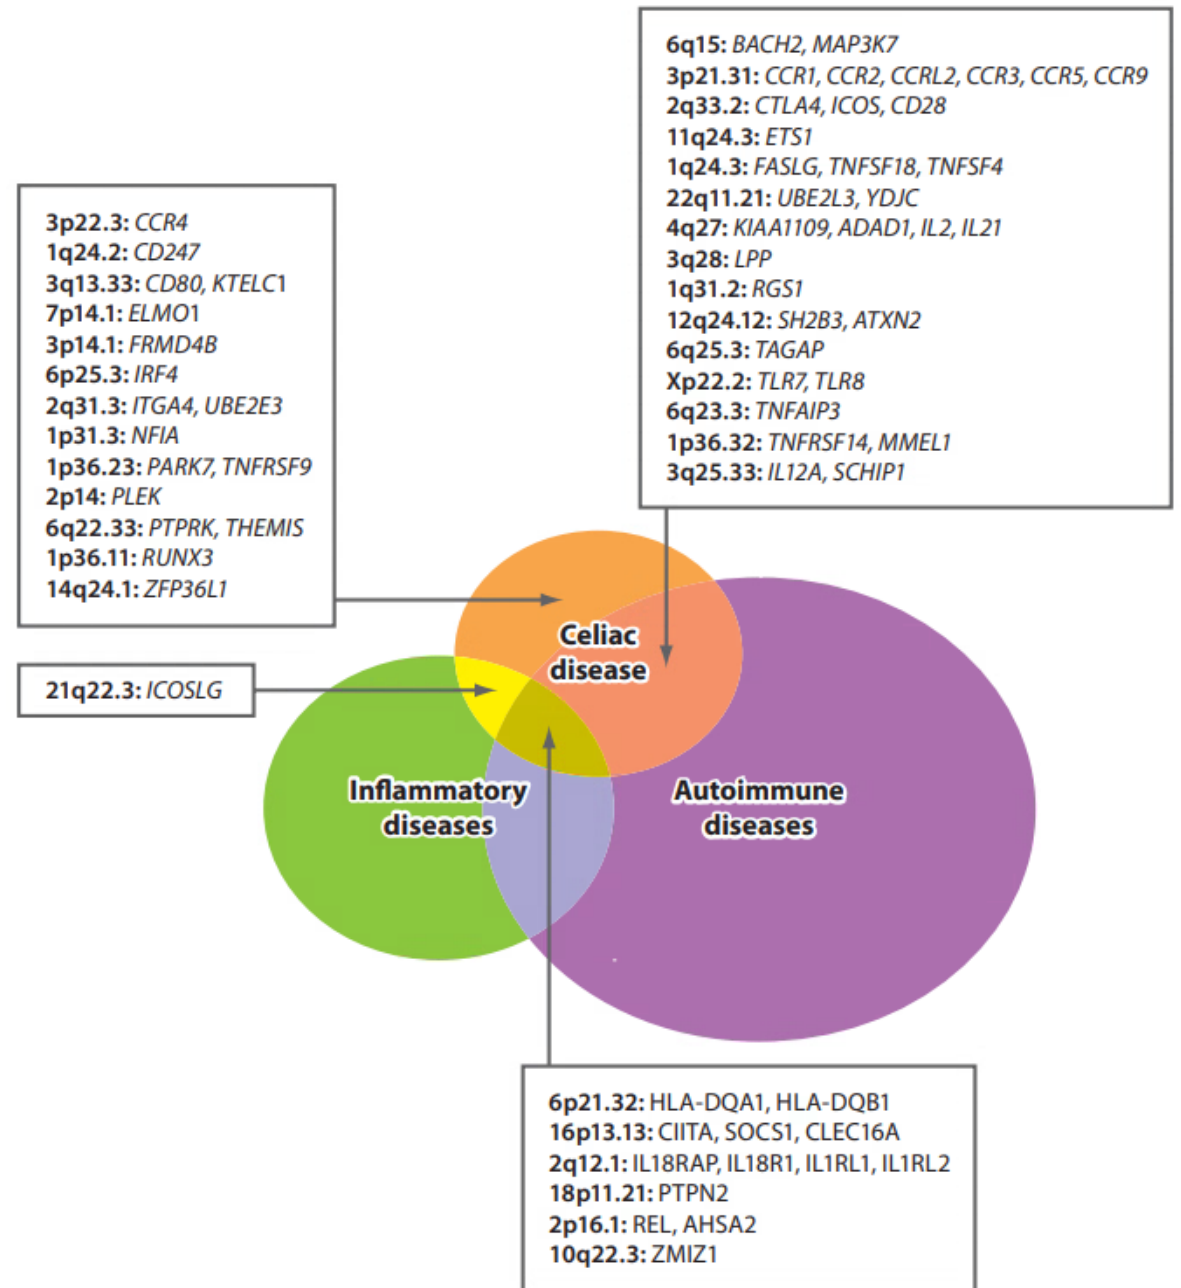 6q15: BACH2, MAP3K7
3p21.31: CCR1, CCR2, CCRL2, CCR3, CCR5, CCR9
2q33.2: CTLA4, ICOS, CD28
11q24.3: ETS1
1q24.3: FASLG, TNFSF18, TNFSF4
22q11.21: UBE2L3, YDJC
4q27: KIAA1109, ADAD1, IL2, IL21
3q28: LPP
1q31.2: RGS1
12q24.12: SH2B3, ATXN2
6q25.3: TAGAP
Xp22.2: TLR7, TLR8
6q23.3: TNFAIP3
1p36.32: TNFRSF14, MMEL1
3q25.33: IL12A, SCHIP1
3p22.3: CCR4
1q24.2: CD247
3q13.33: CD80, KTELC1
7p14.1: ELMO1
3p14.1: FRMD4B
6p25.3: IRF4
2q31.3: ITGA4, UBE2E3
1p31.3: NFIA
1p36.23: PARK7, TNFRSF9
2p14: PLEK
6q22.33: PTPRK, THEMIS
1p36.11: RUNX3
14q24.1: ZFP36L1
21q22.3: ICOSLG
Celiac
disease
Inflammatory
diseases
Autoimmune
diseases
6p21.32: HLA-DQA1, HLA-DQB1
16p13.13: CIITA, SOCS1, CLEC16A
2q12.1: IL18RAP, IL18R1, IL1RL1, IL1RL2
18p11.21: PTPN2
2p16.1: REL, AHSA2
10q22.3: ZMIZ1